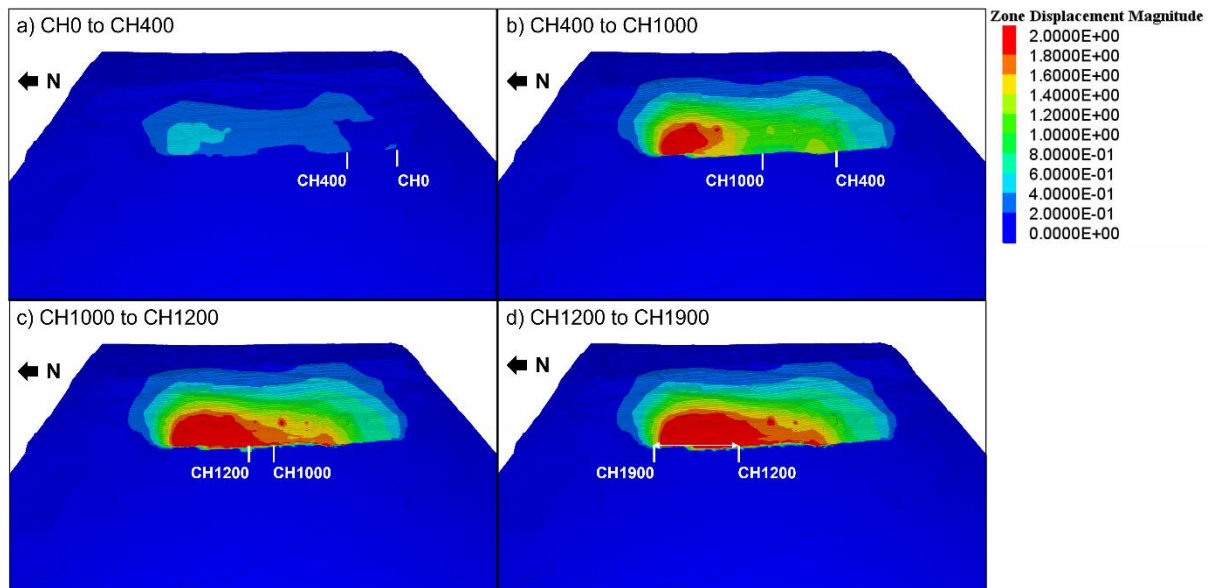 a) CH0 to CH400
N
CH400
CH0
b) CH400 to CH1000
N
CH1000
CH400
Zone Displacement Magnitude
2.0000E+00
1.8000E+00
1.6000E+00
1.4000E+00
1.2000E+00
1.0000E+00
8.0000E-01
6.0000E-01
4.0000E-01
2.0000E-01
0.0000E+00
c) CH1000 to CH1200
N
CH1200
CH1000
d) CH1200 to CH1900
N
CH1900
CH1200